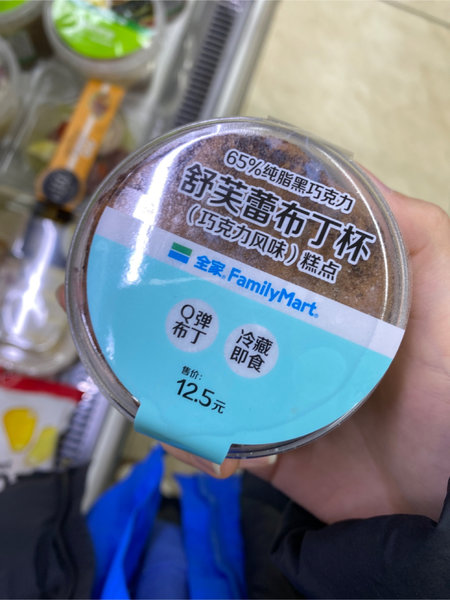 65%纯脂黑巧克力
舒芙蕾布丁杯
(巧克力风味)糕点
全家 FamilyMart
Q弹
布丁
冷藏
即食
售价:
12.5元